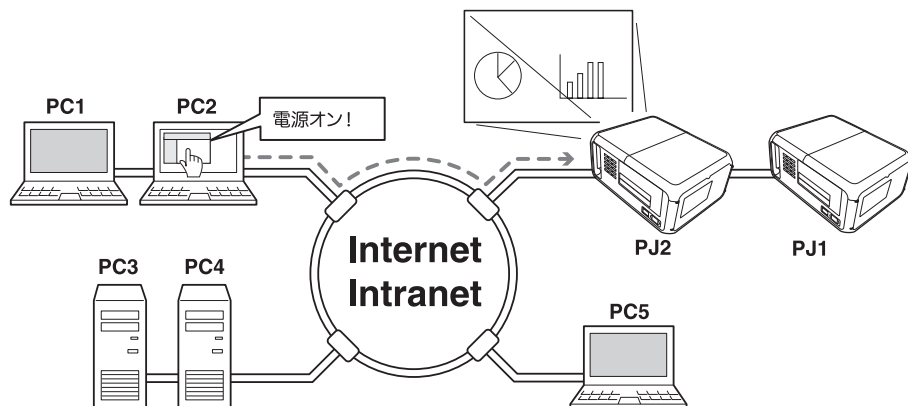 PC1
PC2
電源オン!
Internet
Intranet
PJ2
PJ1
PC3
PC4
PC5